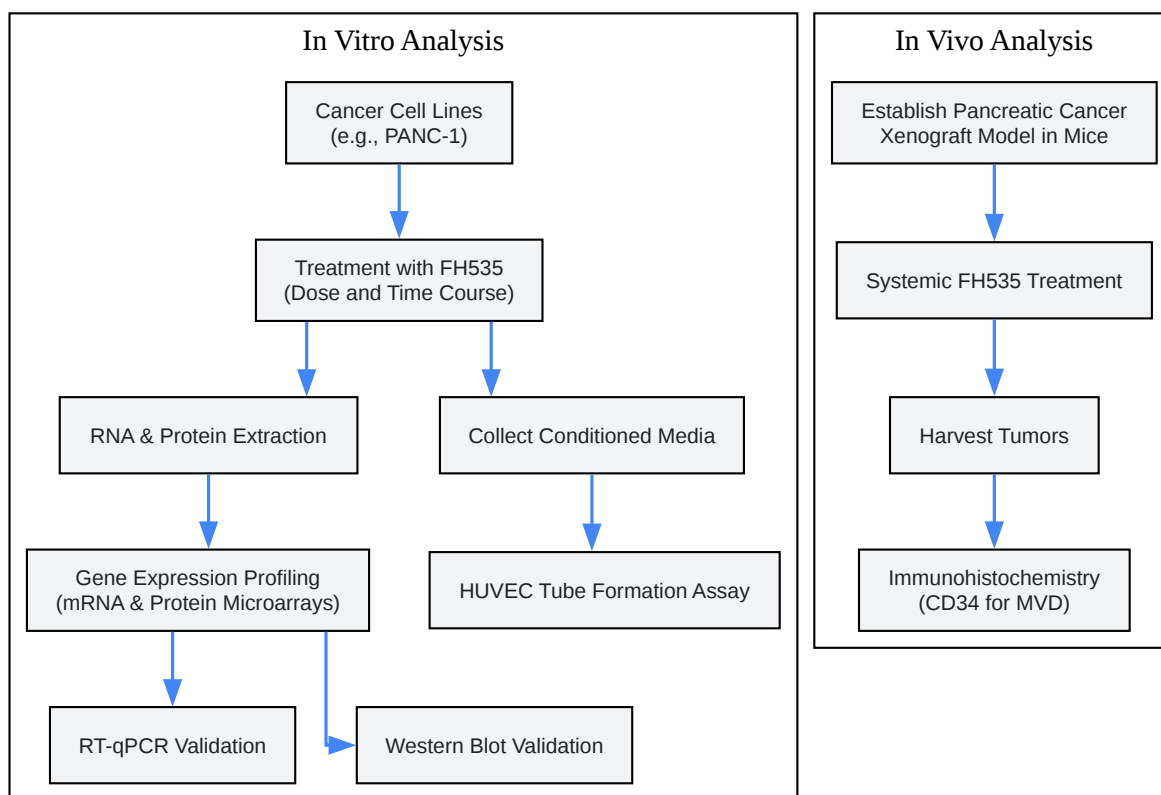 In Vitro Analysis
Cancer Cell Lines
(e.g., PANC-1)
Treatment with FH535
(Dose and Time Course)
RNA & Protein Extraction
Collect Conditioned Media
Gene Expression Profiling
(mRNA & Protein Microarrays)
HUVEC Tube Formation Assay
RT-qPCR Validation
Western Blot Validation
In Vivo Analysis
Establish Pancreatic Cancer
Xenograft Model in Mice
Systemic FH535 Treatment
Harvest Tumors
Immunohistochemistry
(CD34 for MVD)